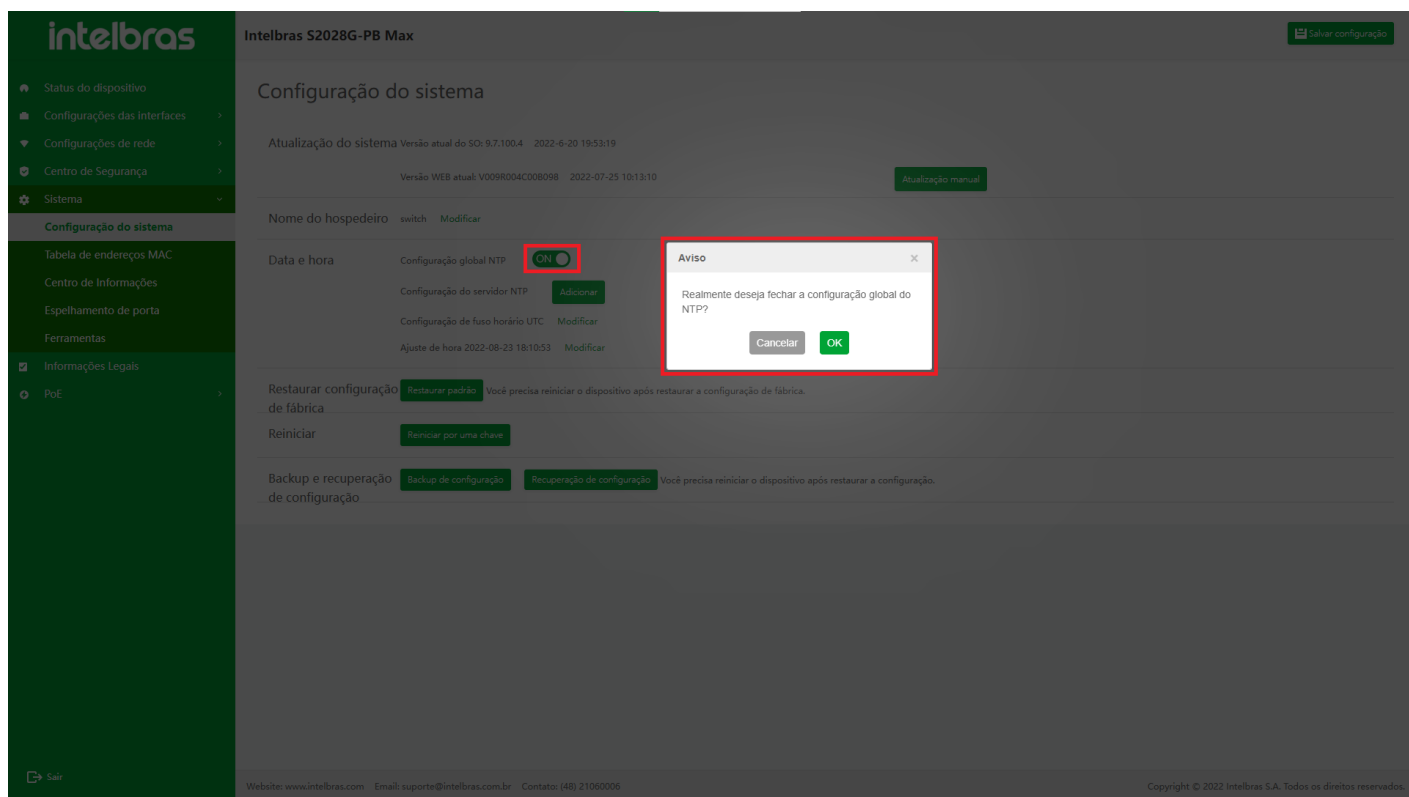 intelbras
Intelbras S2028G-PB Max
Salvar configuração
Status do dispositivo
Configurações das interfaces
Configurações de rede
Centro de Segurança
Sistema
Configuração do sistema
Tabela de endereços MAC
Centro de Informações
Espelhamento de porta
Ferramentas
Informações Legais
PoE
Sair
Configuração do sistema
Atualização do sistema Versão atual do SO: 9.7.100.4 2022-6-20 19:53:19
Versão WEB atual: V009R004C00B098 2022-07-25 10:13:10
Atualização manual
Nome do hospedeiro switch Modificar
Data e hora Configuração global NTP ON
Configuração do servidor NTP Adicionar
Configuração de fuso horário UTC Modificar
Ajuste de hora 2022-08-23 18:10:53 Modificar
Aviso ×
Realmente deseja fechar a configuração global do
NTP?
Cancelar OK
Restaurar configuração
de fábrica
Restaurar padrão Você precisa reiniciar o dispositivo após restaurar a configuração de fábrica.
Reiniciar Reiniciar por uma chave
Backup e recuperação
de configuração
Backup de configuração Recuperação de configuração Você precisa reiniciar o dispositivo após restaurar a configuração.
Website: www.intelbras.com Email: suporte@intelbras.com.br Contato: (48) 21060006
Copyright © 2022 Intelbras S.A. Todos os direitos reservados.